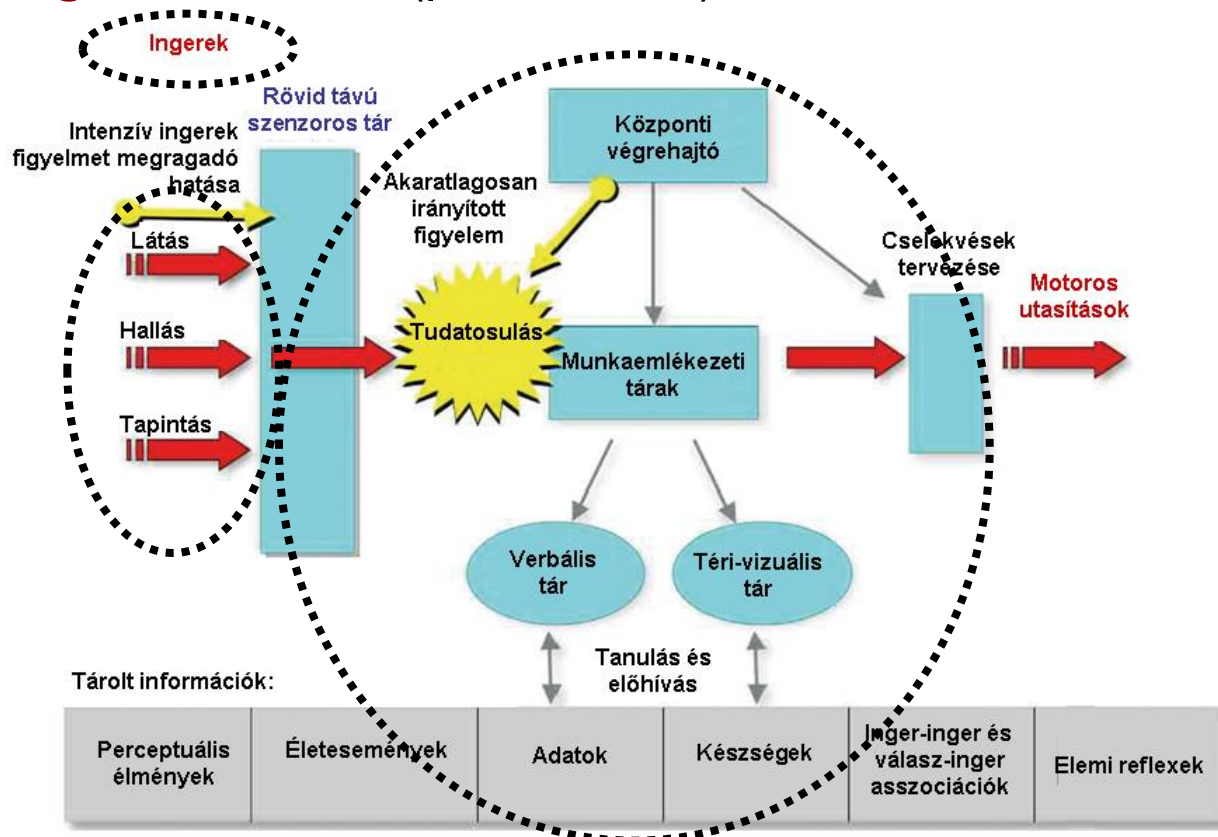 Ingerek
Rövid távú
szenzoros tár
Intenzív ingerek
figyelmet megragadó
hatása
Látás
Hallás
Tapintás
Akaratlagosan
irányított
figyelem
Tudatosulás
Központi
végrehajtó
Munkaemlékezeti
tárak
Cselekvések
tervezése
Motoros
utasítások
Verbális
tár
Téri-vizuális
tár
Tanulás és
előhívás
Tárolt információk:
Perceptuális
élmények
Életesemények
Adatok
Készségek
Inger-inger és
válasz-inger
asszociációk
Elemi reflexek